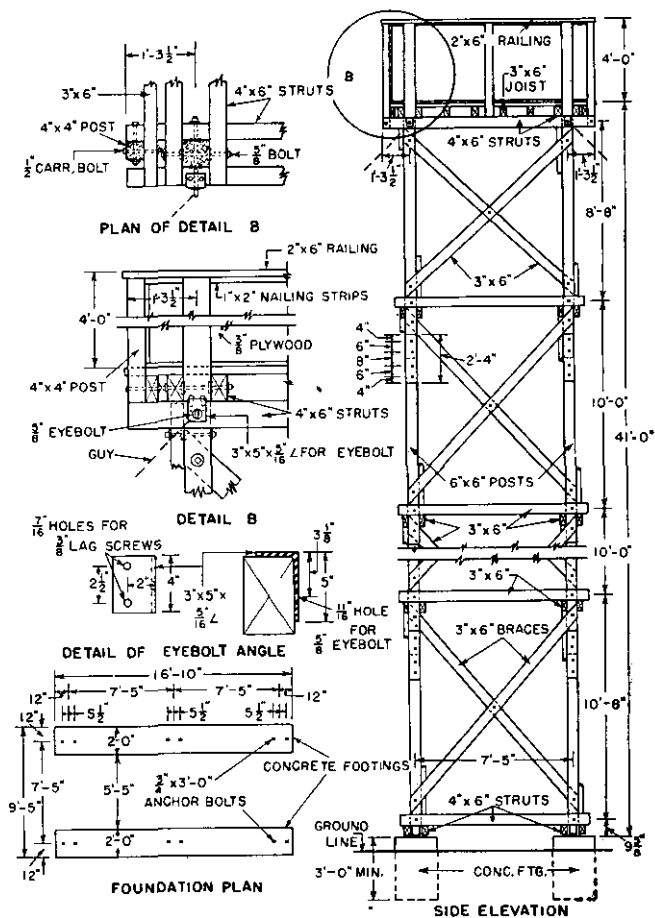 1'-3 1/2"
3"x6"
4"x6" STRUTS
4"x4" POST
1/2" CARR. BOLT
5/8" BOLT
PLAN OF DETAIL B
2"x6" RAILING
1'-3 1/2"
1"x2" NAILING STRIPS
4'-0"
3/8" PLYWOOD
4"x4" POST
4"x6" STRUTS
5/8" EYEBOLT
3"x5"x5/16" ∠ FOR EYEBOLT
GUY
DETAIL B
7/16" HOLES FOR
3/8" LAG SCREWS
2 1/2"
2"
4"
3"x5"x
5/16" ∠
3 1/8"
5"
11/16" HOLE
FOR
5/8" EYEBOLT
DETAIL OF EYEBOLT ANGLE
16'-10"
12"
7'-5"
7'-5"
12"
5 1/2"
5 1/2"
5 1/2"
12"
2'-0"
7'-5"
9'-5"
5'-5"
3/4" x 3'-0"
ANCHOR BOLTS
CONCRETE FOOTINGS
2'-0"
12"
FOUNDATION PLAN
B
2"x6"
RAILING
3"x6"
JOIST
4'-0"
4"x6" STRUTS
1'-3 1/2"
1'-3 1/2"
8'-8"
3"x6"
4"
6"
8"
6"
4"
2'-4"
10'-0"
41'-0"
6"x6" POSTS
3"x6"
10'-0"
3"x6"
3"x6" BRACES
10'-8"
7'-5"
4"x6" STRUTS
GROUND
LINE
3'-0" MIN.
CONC. FTG.
SIDE ELEVATION